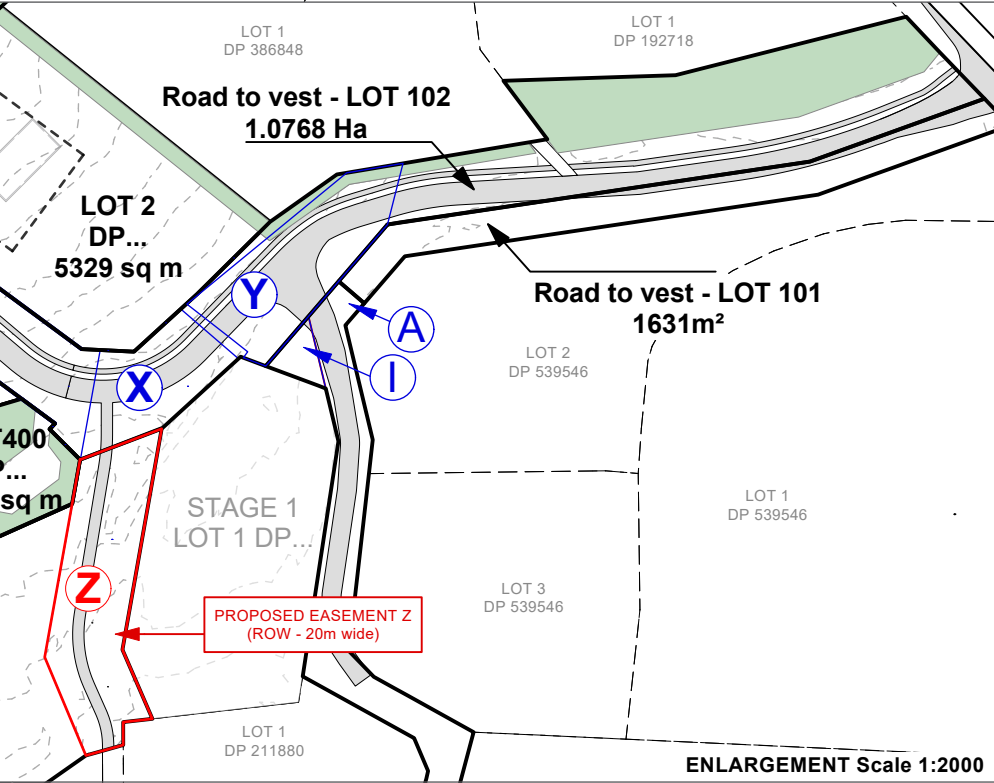 LOT 1
DP 386848
LOT 1
DP 192718
Road to vest - LOT 102
1.0768 Ha
LOT 2
DP...
5329 sq m
Y
A
Road to vest - LOT 101
1631m²
I
X
LOT 2
DP 539546
T400
P...
sq m
STAGE 1
LOT 1 DP...
LOT 1
DP 539546
Z
PROPOSED EASEMENT Z
(ROW - 20m wide)
LOT 3
DP 539546
LOT 1
DP 211880
ENLARGEMENT Scale 1:2000